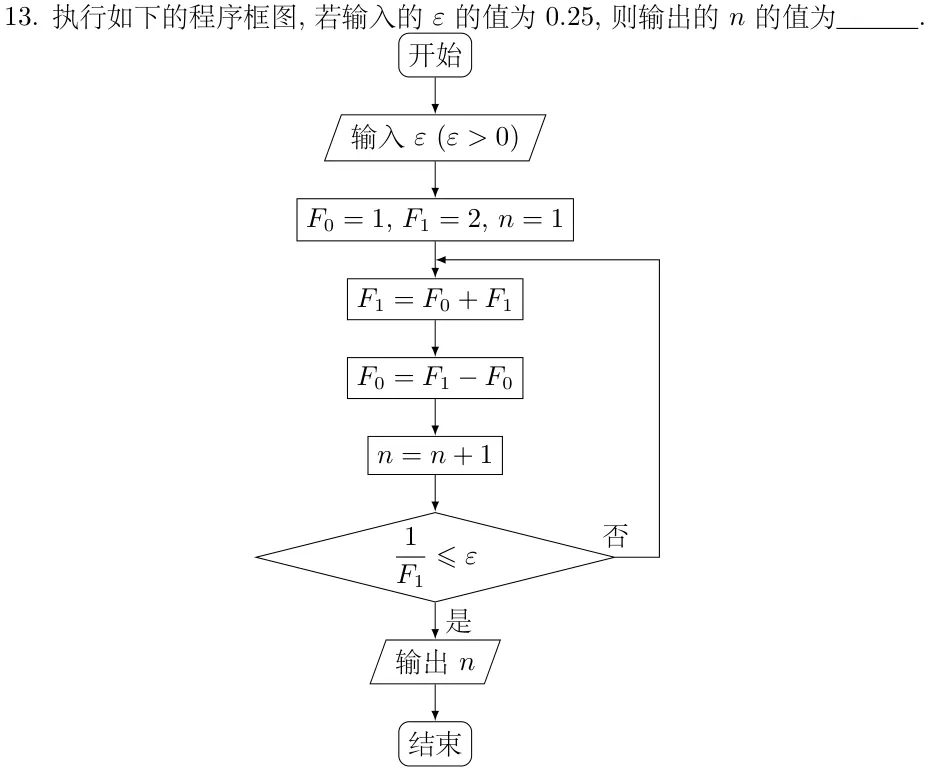 13. 执行如下的程序框图, 若输入的 ε 的值为 0.25, 则输出的 n 的值为______.
开始
输入 ε (ε > 0)
F₀ = 1, F₁ = 2, n = 1
F₁ = F₀ + F₁
F₀ = F₁ − F₀
n = n + 1
1/F₁ ⩽ ε
否
是
输出 n
结束